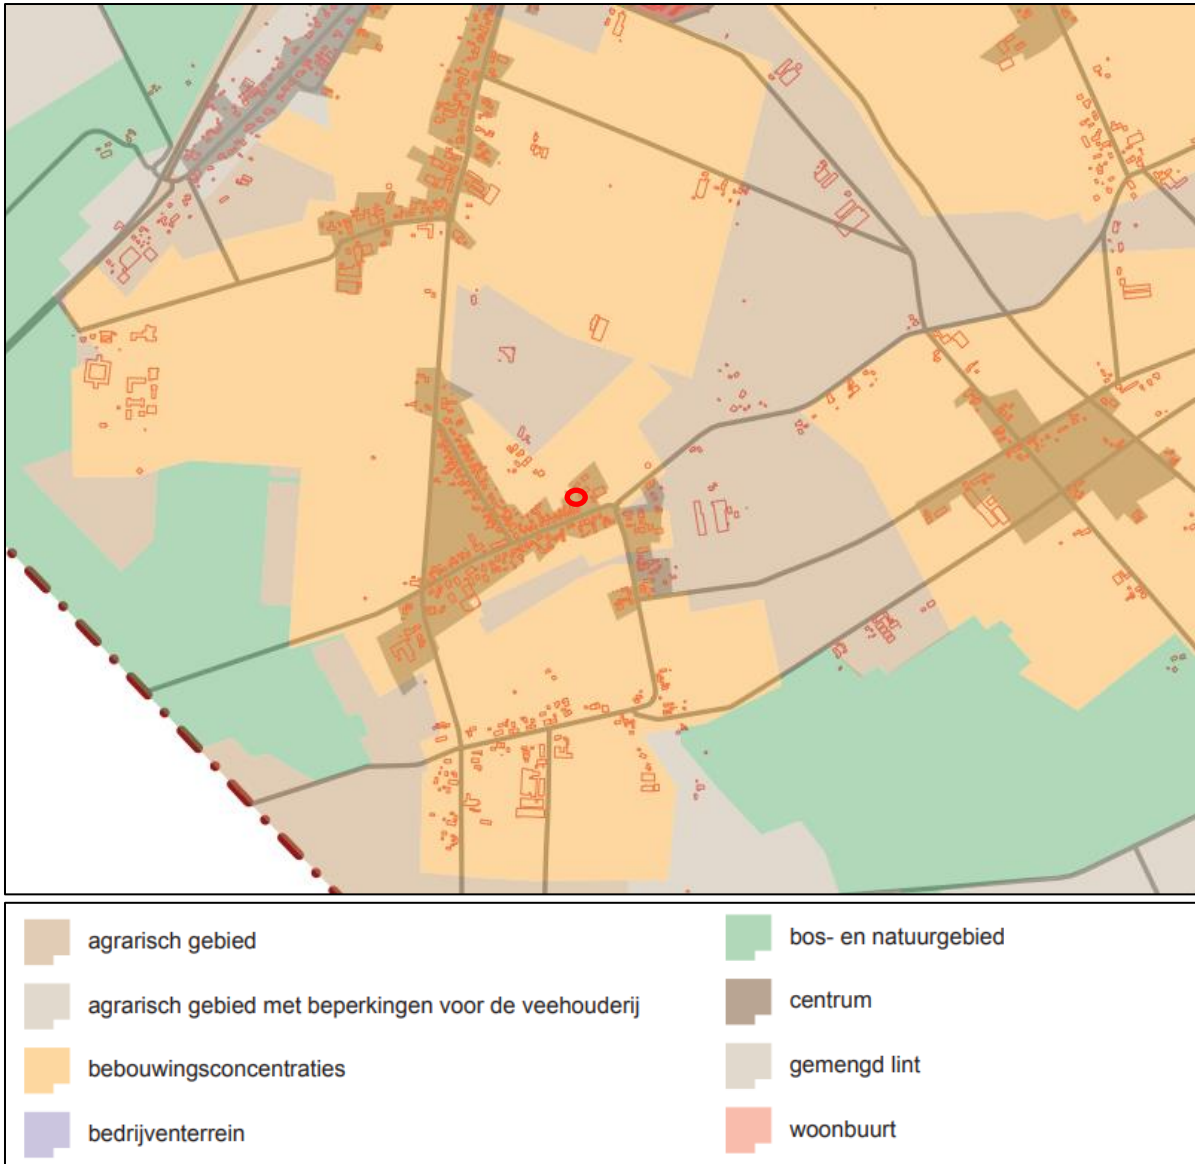 agrarisch gebied
agrarisch gebied met beperkingen voor de veehouderij
bebouwingsconcentraties
bedrijventerrein
bos- en natuurgebied
centrum
gemengd lint
woonbuurt